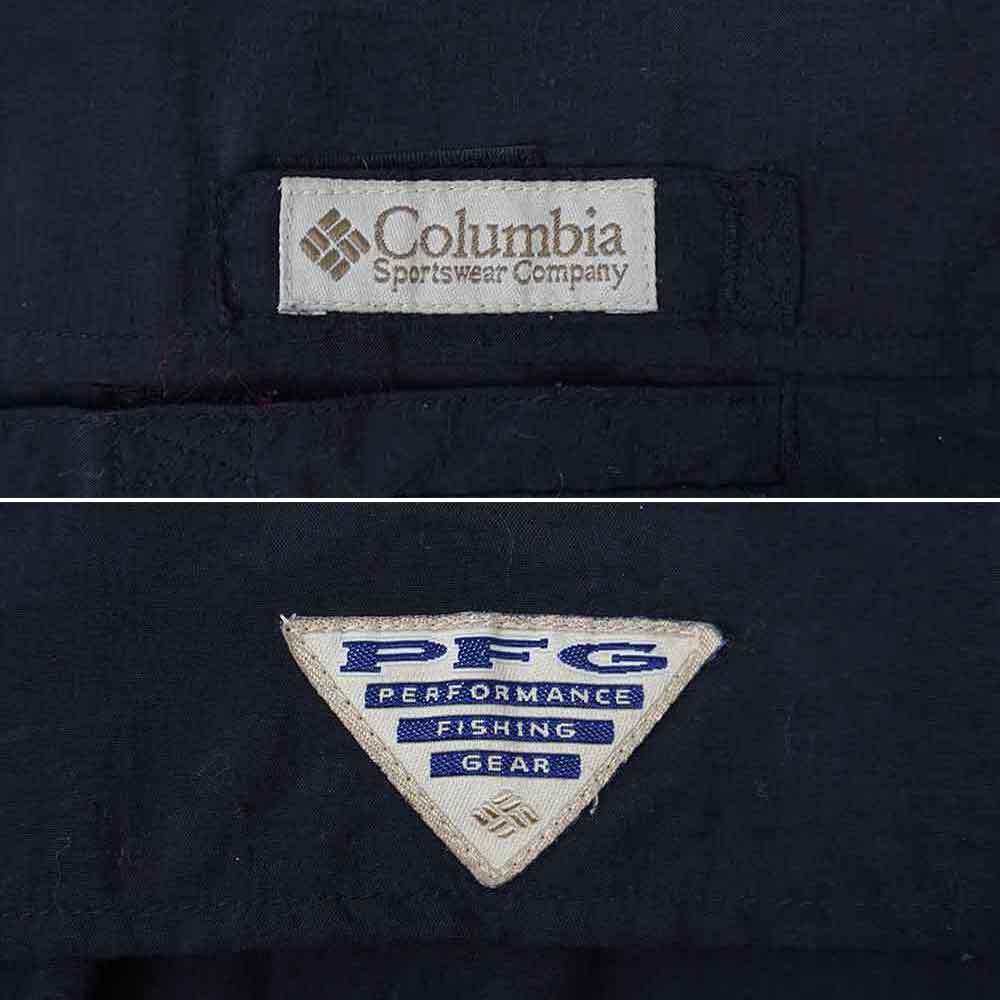 Columbia
Sportswear Company
PFG
PERFORMANCE
FISHING
GEAR